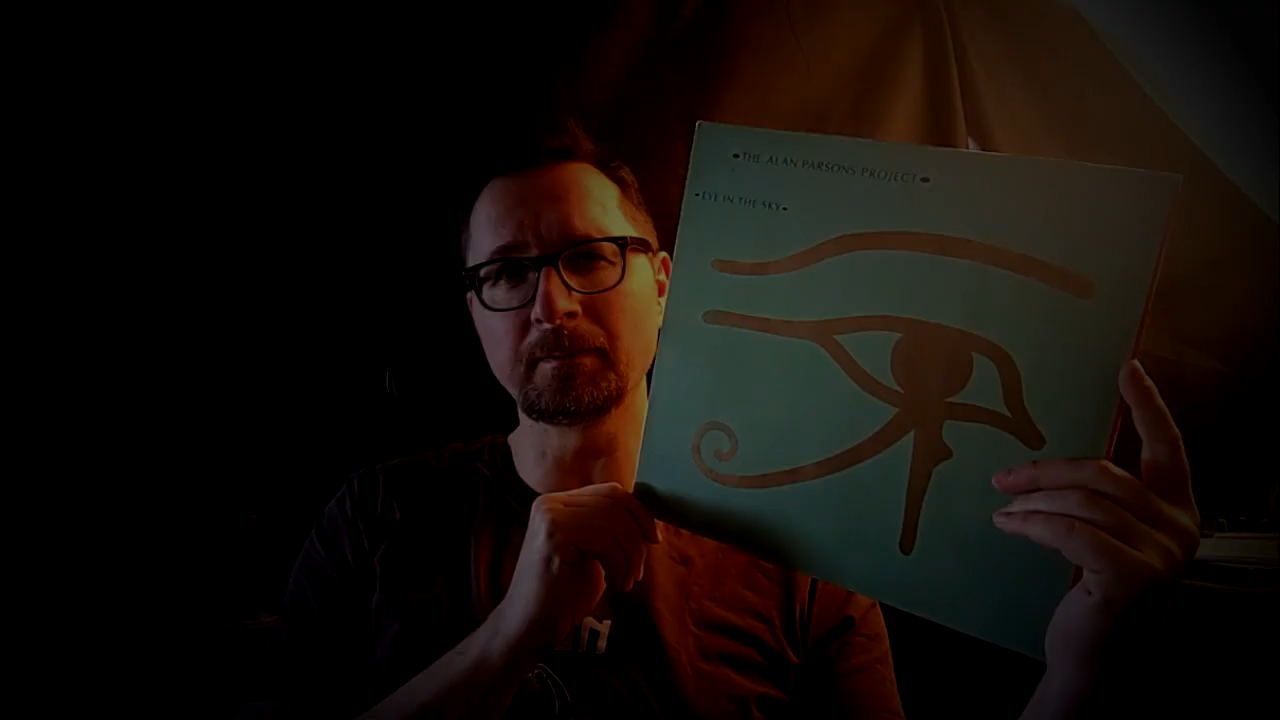 •THE ALAN PARSONS PROJECT•
•EYE IN THE SKY•